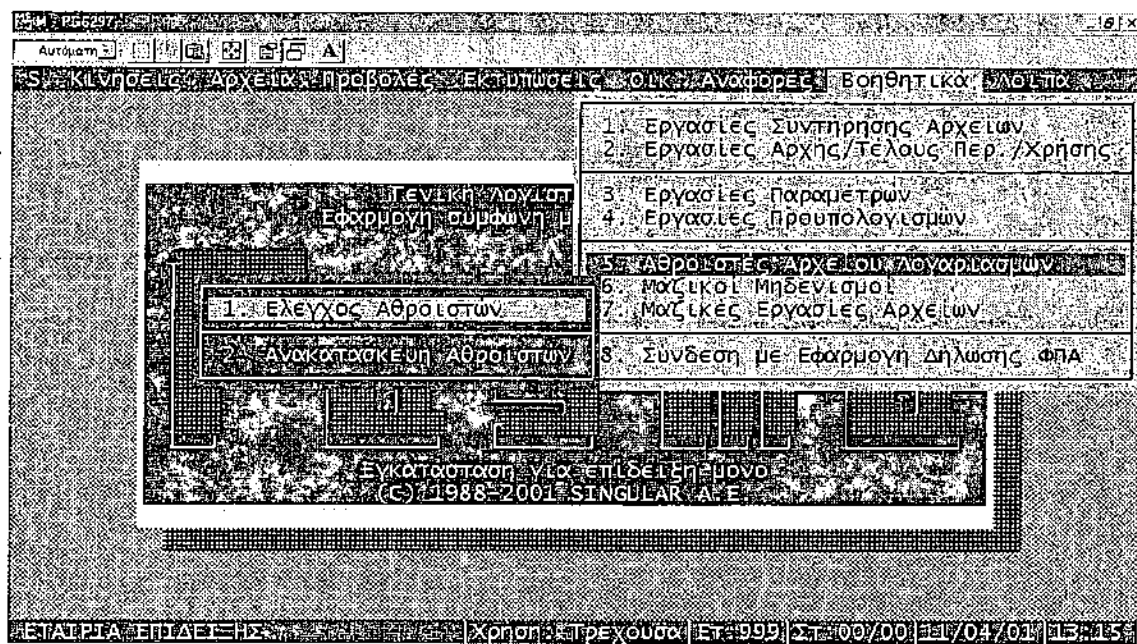 PG6297
Αυτόματη
S Κινήσεις Αρχεία Προβολές Εκτυπώσεις Οικ. Αναφορές Βοηθητικά Λοιπά
1. Εργασίες Συντήρησης Αρχείων
2. Εργασίες Αρχής/Τέλους Περ./Χρήσης
3. Εργασίες Παραμέτρων
4. Εργασίες Προυπολογισμών
5. Αθροιστές Αρχείου Λογαριασμών
6. Μαζικοί Μηδενισμοί
7. Μαζικές Εργασίες Αρχείων
8. Σύνδεση με Εφαρμογή Δήλωσης ΦΠΑ
Γενική Λογιστ
Εφαρμογή σύμφωνη μ
1. Ελεγχος Αθροιστών
2. Ανακατασκευή Αθροιστών
Εγκατάσταση για επίδειξη μόνο
(C) 1988-2001 SINGULAR A.E.
ΕΤΑΙΡΙΑ ΕΠΙΔΕΙΞΗΣ Χρήση :Τρέχουσα Ετ:999 ΣΤ:00/00 11/04/01 13:15